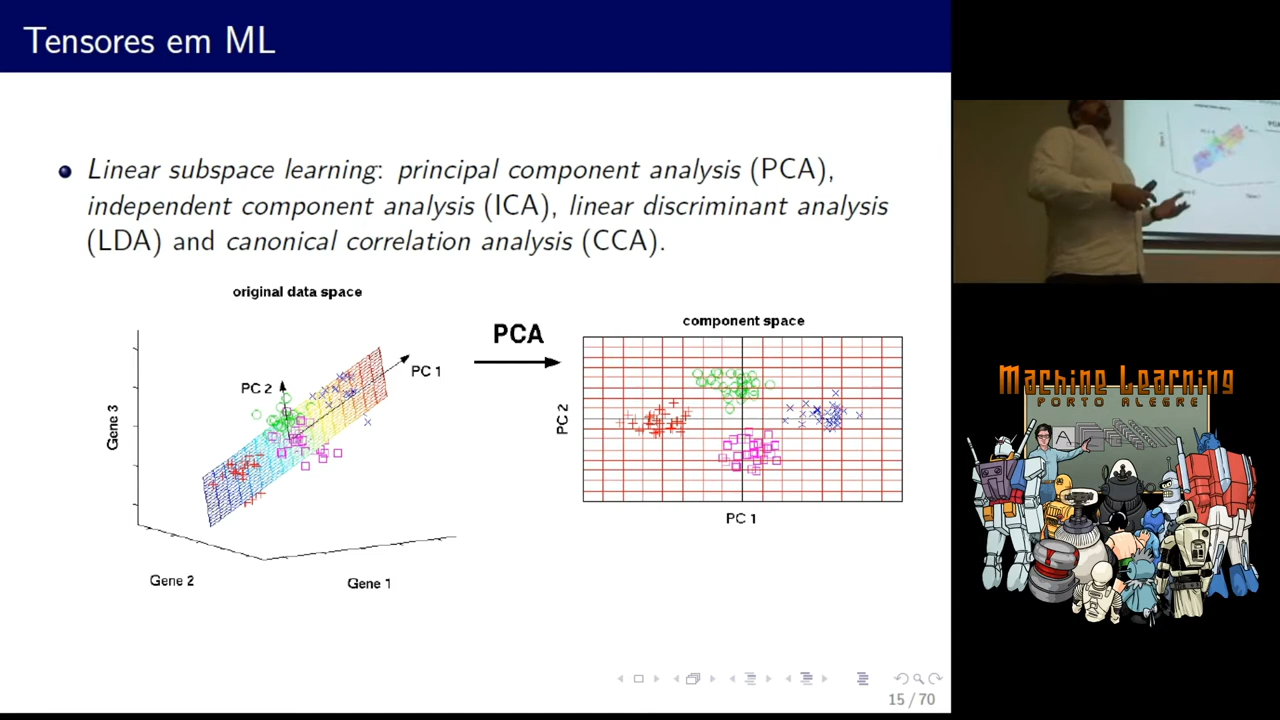 Tensores em ML
Linear subspace learning: principal component analysis (PCA),
independent component analysis (ICA), linear discriminant analysis
(LDA) and canonical correlation analysis (CCA).
original data space
PCA
component space
PC 1
PC 2
Gene 3
Gene 2
Gene 1
PC 2
PC 1
15 / 70
Machine Learning
PORTO ALEGRE
A